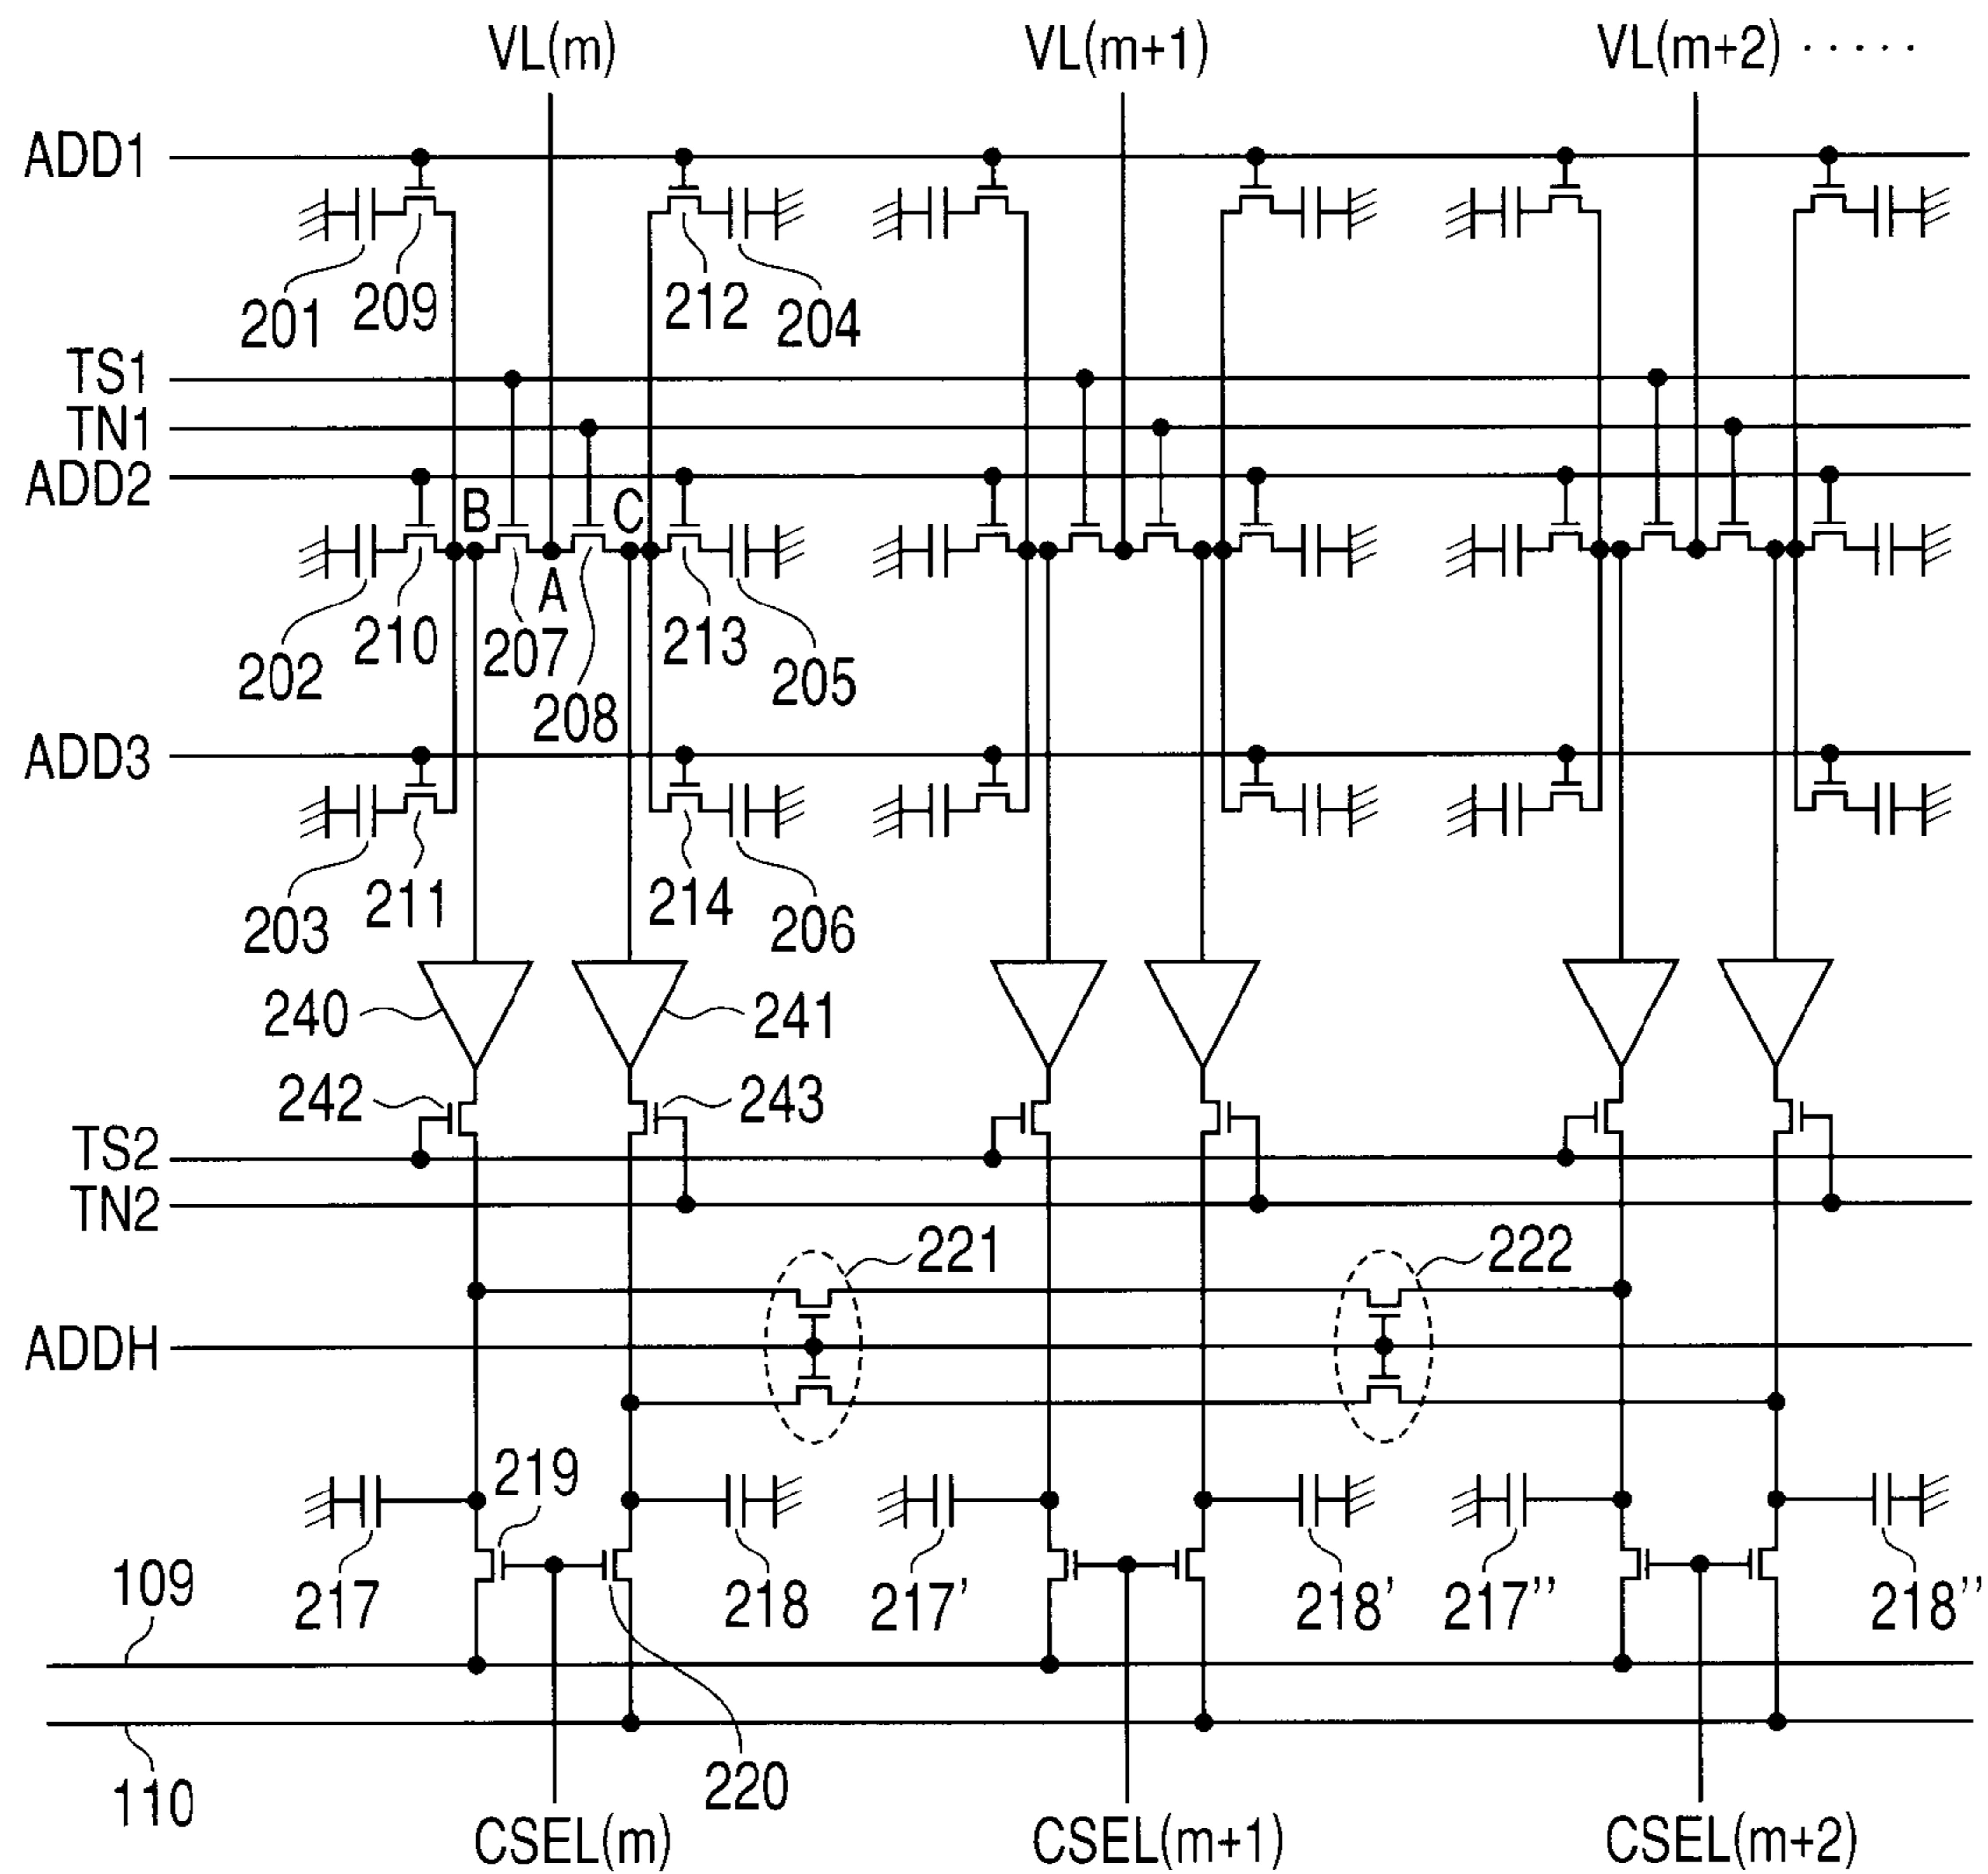 VL(m) VL(m+1) VL(m+2) ·····
ADD1
201 209 212 204
TS1
TN1
ADD2
B C
A
202 210 207 208 213 205
ADD3
203 211 214 206
240 241
242 243
TS2
TN2
221 222
ADDH
219
109 217 218 217' 218' 217'' 218''
110 220
CSEL(m) CSEL(m+1) CSEL(m+2)